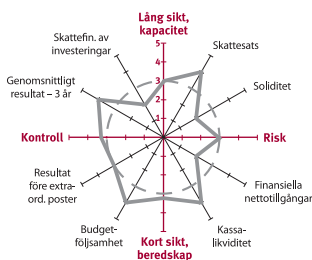 Lång sikt,
kapacitet
Skattefin. av
investeringar
Skattesats
Genomsnittligt
resultat – 3 år
Soliditet
5
4
3
2
1
0
Kontroll
Risk
Resultat
före extra-
ord. poster
Finansiella
nettotillgångar
Budget-
följsamhet
Kassa-
likviditet
Kort sikt,
beredskap